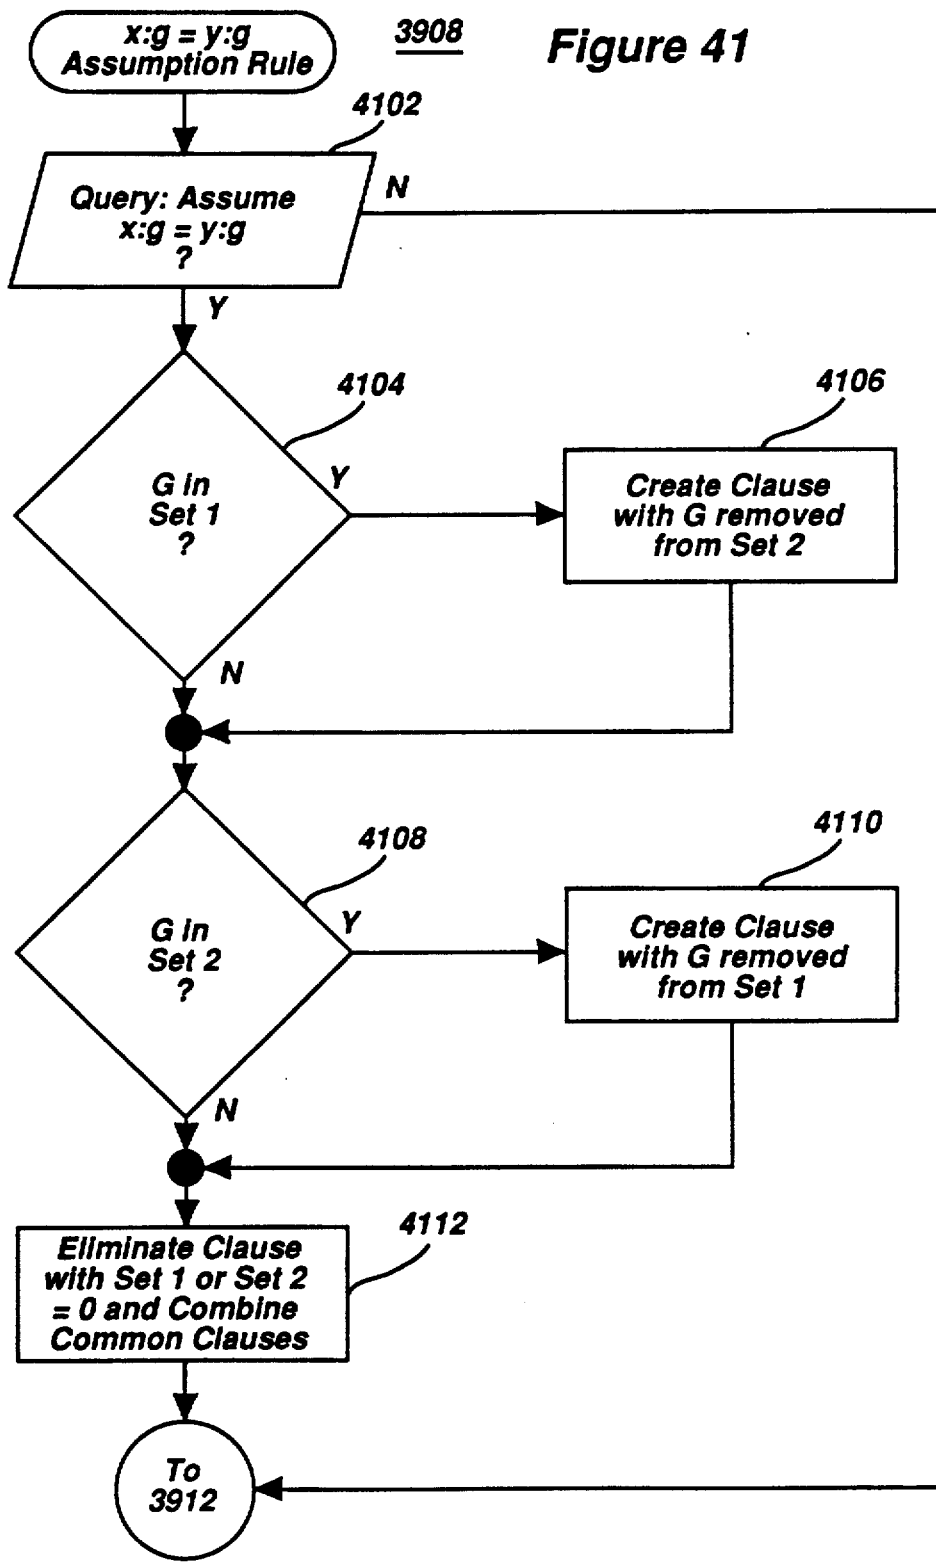 x:g = y:g
Assumption Rule
3908
Figure 41
4102
Query: Assume
x:g = y:g
?
N
Y
4104
G in
Set 1
?
Y
4106
Create Clause
with G removed
from Set 2
N
4108
G in
Set 2
?
Y
4110
Create Clause
with G removed
from Set 1
N
4112
Eliminate Clause
with Set 1 or Set 2
= 0 and Combine
Common Clauses
To
3912